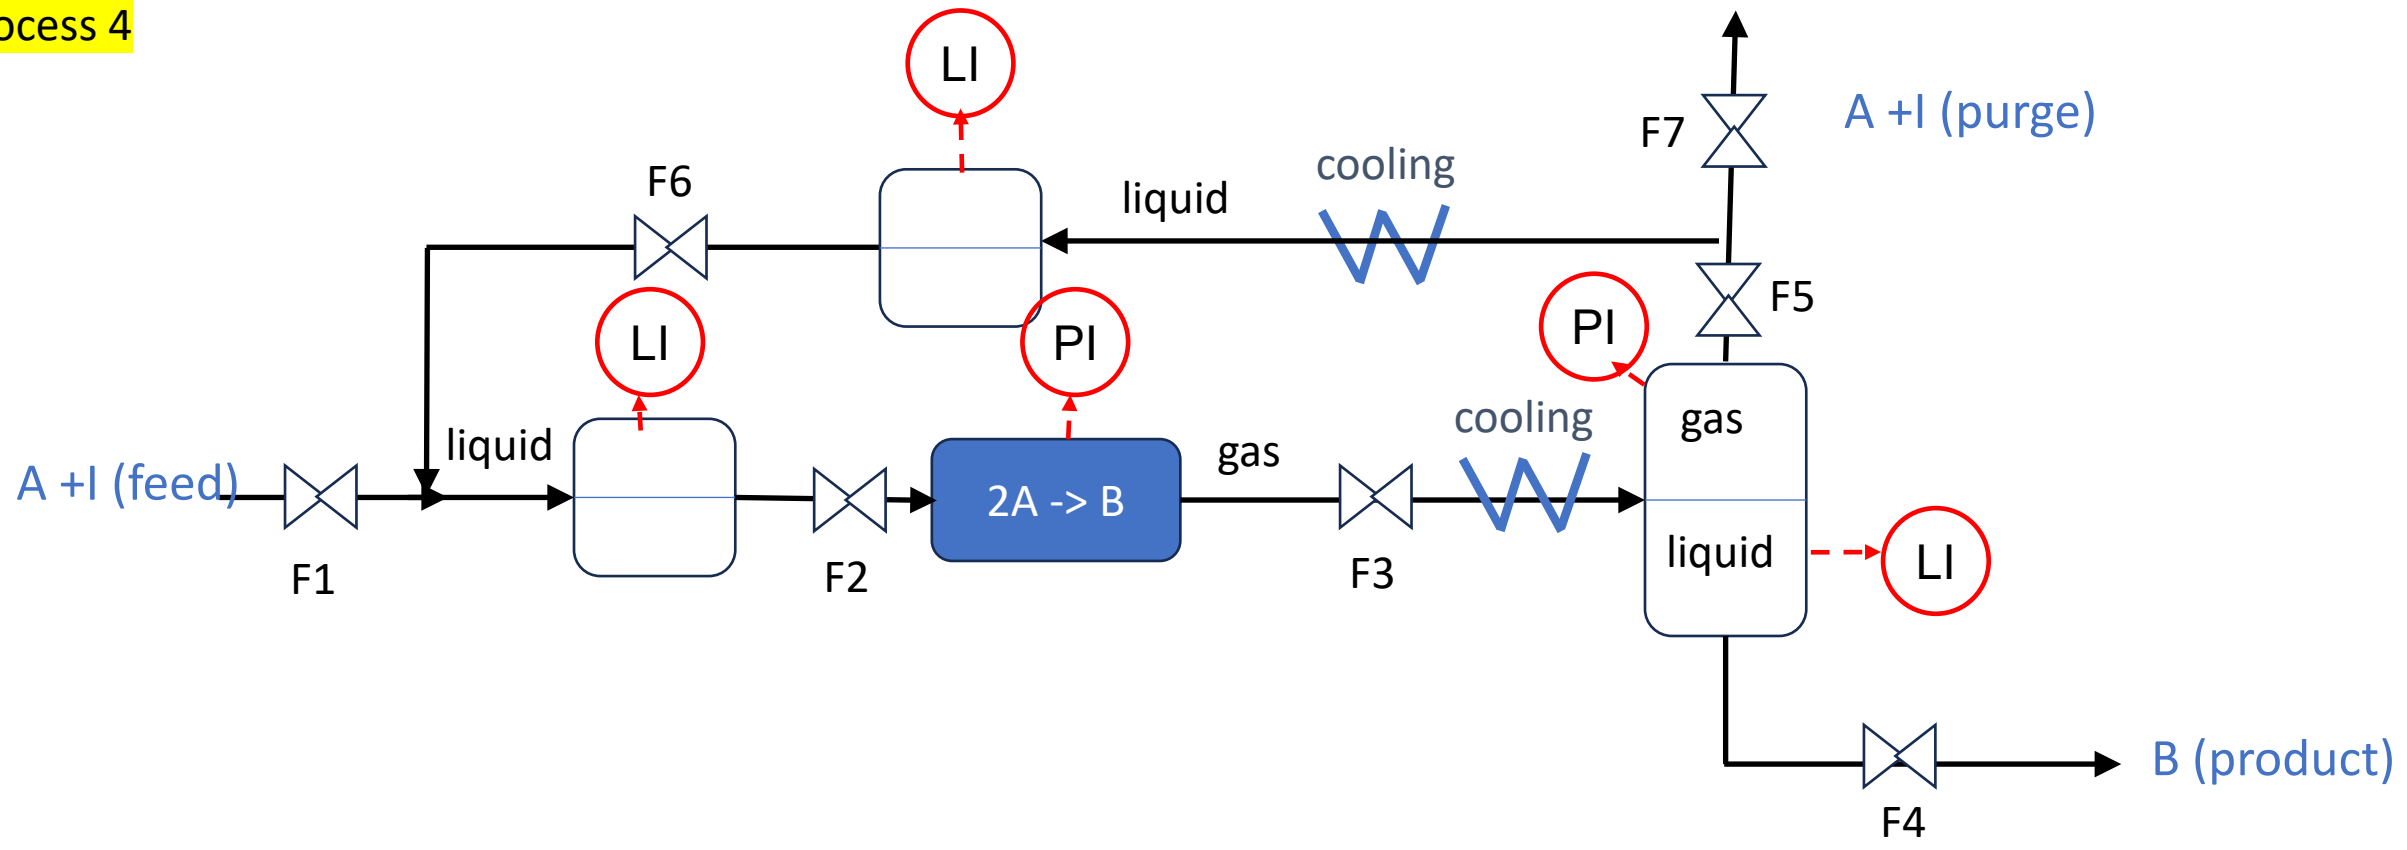 ocess 4
LI
A +I (purge)
F7
cooling
F6
liquid
F5
LI
PI
PI
gas
cooling
liquid
gas
A +I (feed)
2A -> B
liquid
LI
F1
F2
F3
B (product)
F4